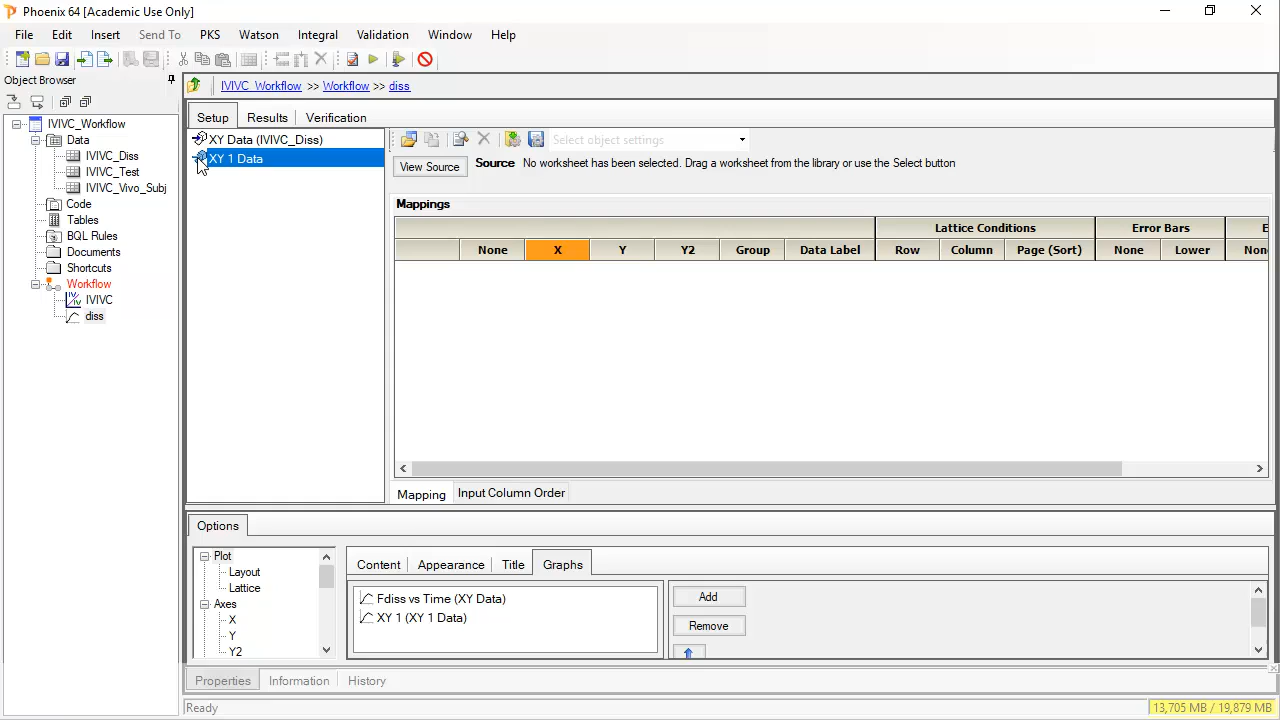 Phoenix 64 [Academic Use Only]
File Edit Insert Send To PKS Watson Integral Validation Window Help
Object Browser
IVIVC_Workflow >> Workflow >> diss
IVIVC_Workflow
Data
IVIVC_Diss
IVIVC_Test
IVIVC_Vivo_Subj
Code
Tables
BQL Rules
Documents
Shortcuts
Workflow
IVIVC
diss
Setup Results Verification
XY Data (IVIVC_Diss)
XY 1 Data
Select object settings
View Source Source No worksheet has been selected. Drag a worksheet from the library or use the Select button
Mappings
Lattice Conditions Error Bars
None X Y Y2 Group Data Label Row Column Page (Sort) None Lower
Mapping Input Column Order
Options
Plot
Layout
Lattice
Axes
X
Y
Y2
Content Appearance Title Graphs
Fdiss vs Time (XY Data)
XY 1 (XY 1 Data)
Add
Remove
Properties Information History
Ready 13,705 MB / 19,879 MB